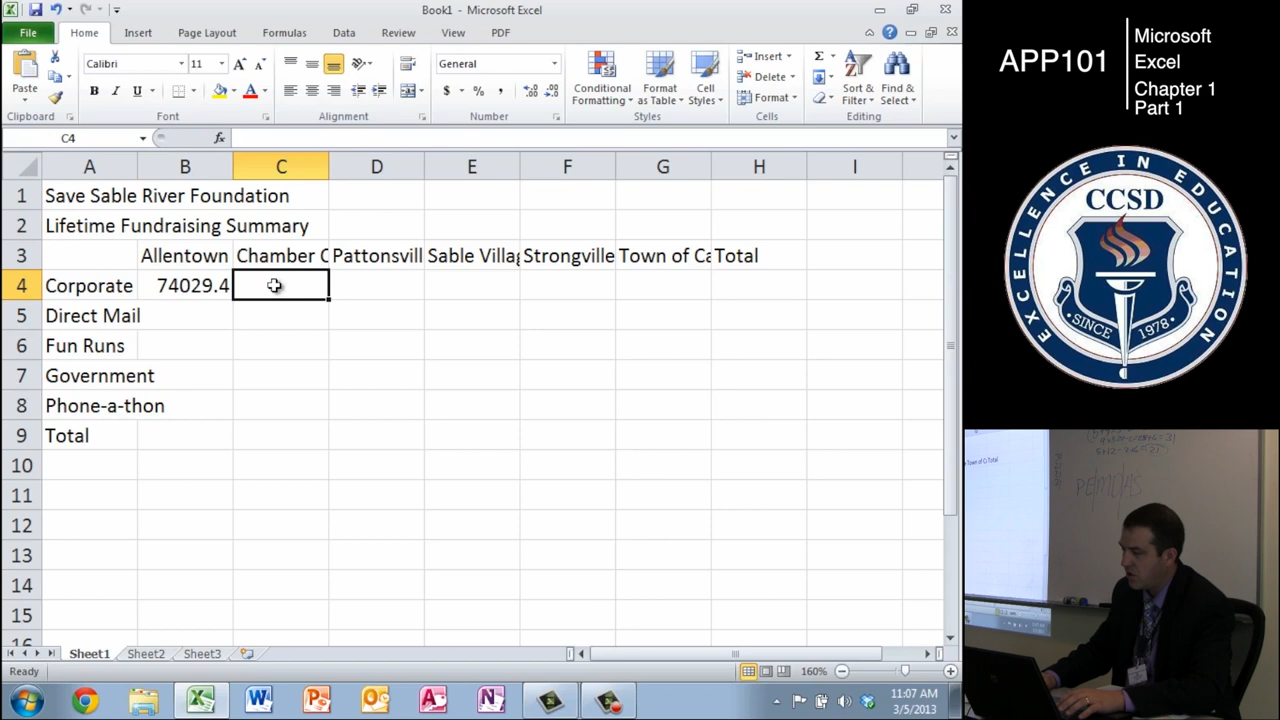 Book1 - Microsoft Excel
File Home Insert Page Layout Formulas Data Review View PDF
Paste
Calibri 11
B I U
General
$ % ,
Conditional Formatting
Format as Table
Cell Styles
Insert
Delete
Format
Sort & Filter
Find & Select
Clipboard Font Alignment Number Styles Cells Editing
C4 fx
A B C D E F G H I
1 Save Sable River Foundation
2 Lifetime Fundraising Summary
3 Allentown Chamber C Pattonsvill Sable Villag Strongville Town of Ca Total
4 Corporate 74029.4
5 Direct Mail
6 Fun Runs
7 Government
8 Phone-a-thon
9 Total
10
11
12
13
14
15
16
Sheet1 Sheet2 Sheet3
Ready 160%
11:07 AM
3/5/2013
APP101
Microsoft
Excel
Chapter 1
Part 1
EXCELLENCE IN EDUCATION
CCSD
SINCE 1978